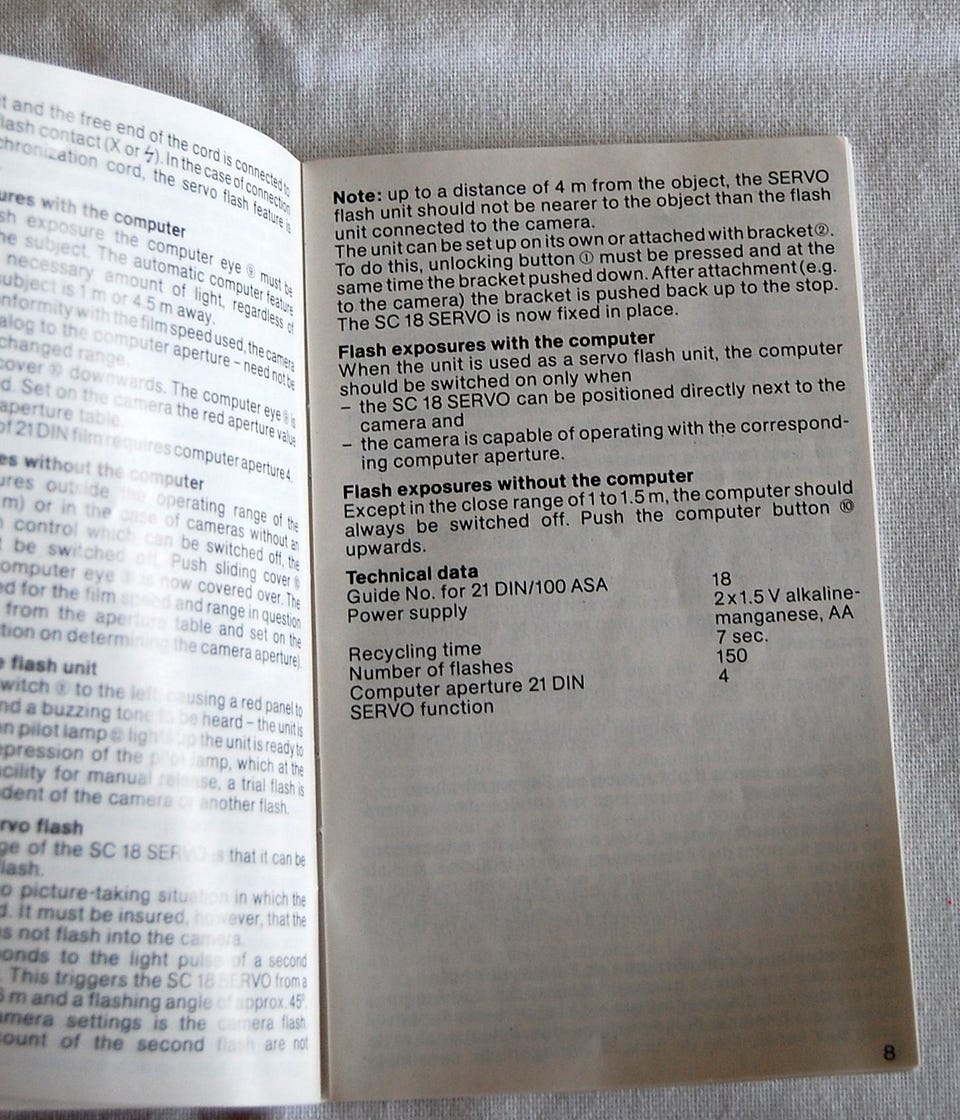 t and the free end of the cord is connected to
lash contact (X or ϟ). In the case of connection
chronization cord, the servo flash feature is
ures with the computer
sh exposure the computer eye ⑨ must be
he subject. The automatic computer feature
necessary amount of light, regardless of
subject is 1 m or 4.5 m away.
nformity with the film speed used, the camera
alog to the computer aperture – need not be
changed range.
cover ⑩ downwards. The computer eye ⑨ is
d. Set on the camera the red aperture value
aperture table.
of 21 DIN film requires computer aperture 4.
es without the computer
ures outside the operating range of the
m) or in the case of cameras without an
n control which can be switched off, the
t be switched off. Push sliding cover
omputer eye is now covered over. The
ed for the film speed and range in question
from the aperture table and set on the
tion on determining the camera aperture).
e flash unit
witch to the left, causing a red panel to
nd a buzzing tone to be heard – the unit is
en pilot lamp lights up the unit is ready to
epression of the pilot lamp, which at the
acility for manual release, a trial flash is
dent of the camera or another flash.
rvo flash
ge of the SC 18 SERVO is that it can be
flash.
o picture-taking situation in which the
d. It must be insured, however, that the
s not flash into the camera.
onds to the light pulse of a second
. This triggers the SC 18 SERVO from a
m and a flashing angle of approx. 45°.
amera settings is the camera flash
ount of the second flash are not
Note: up to a distance of 4 m from the object, the SERVO
flash unit should not be nearer to the object than the flash
unit connected to the camera.
The unit can be set up on its own or attached with bracket ②.
To do this, unlocking button ① must be pressed and at the
same time the bracket pushed down. After attachment (e.g.
to the camera) the bracket is pushed back up to the stop.
The SC 18 SERVO is now fixed in place.
Flash exposures with the computer
When the unit is used as a servo flash unit, the computer
should be switched on only when
– the SC 18 SERVO can be positioned directly next to the
camera and
– the camera is capable of operating with the correspond-
ing computer aperture.
Flash exposures without the computer
Except in the close range of 1 to 1.5 m, the computer should
always be switched off. Push the computer button ⑩
upwards.
Technical data
Guide No. for 21 DIN/100 ASA 18
Power supply 2 x 1.5 V alkaline-
manganese, AA
Recycling time 7 sec.
Number of flashes 150
Computer aperture 21 DIN 4
SERVO function
8